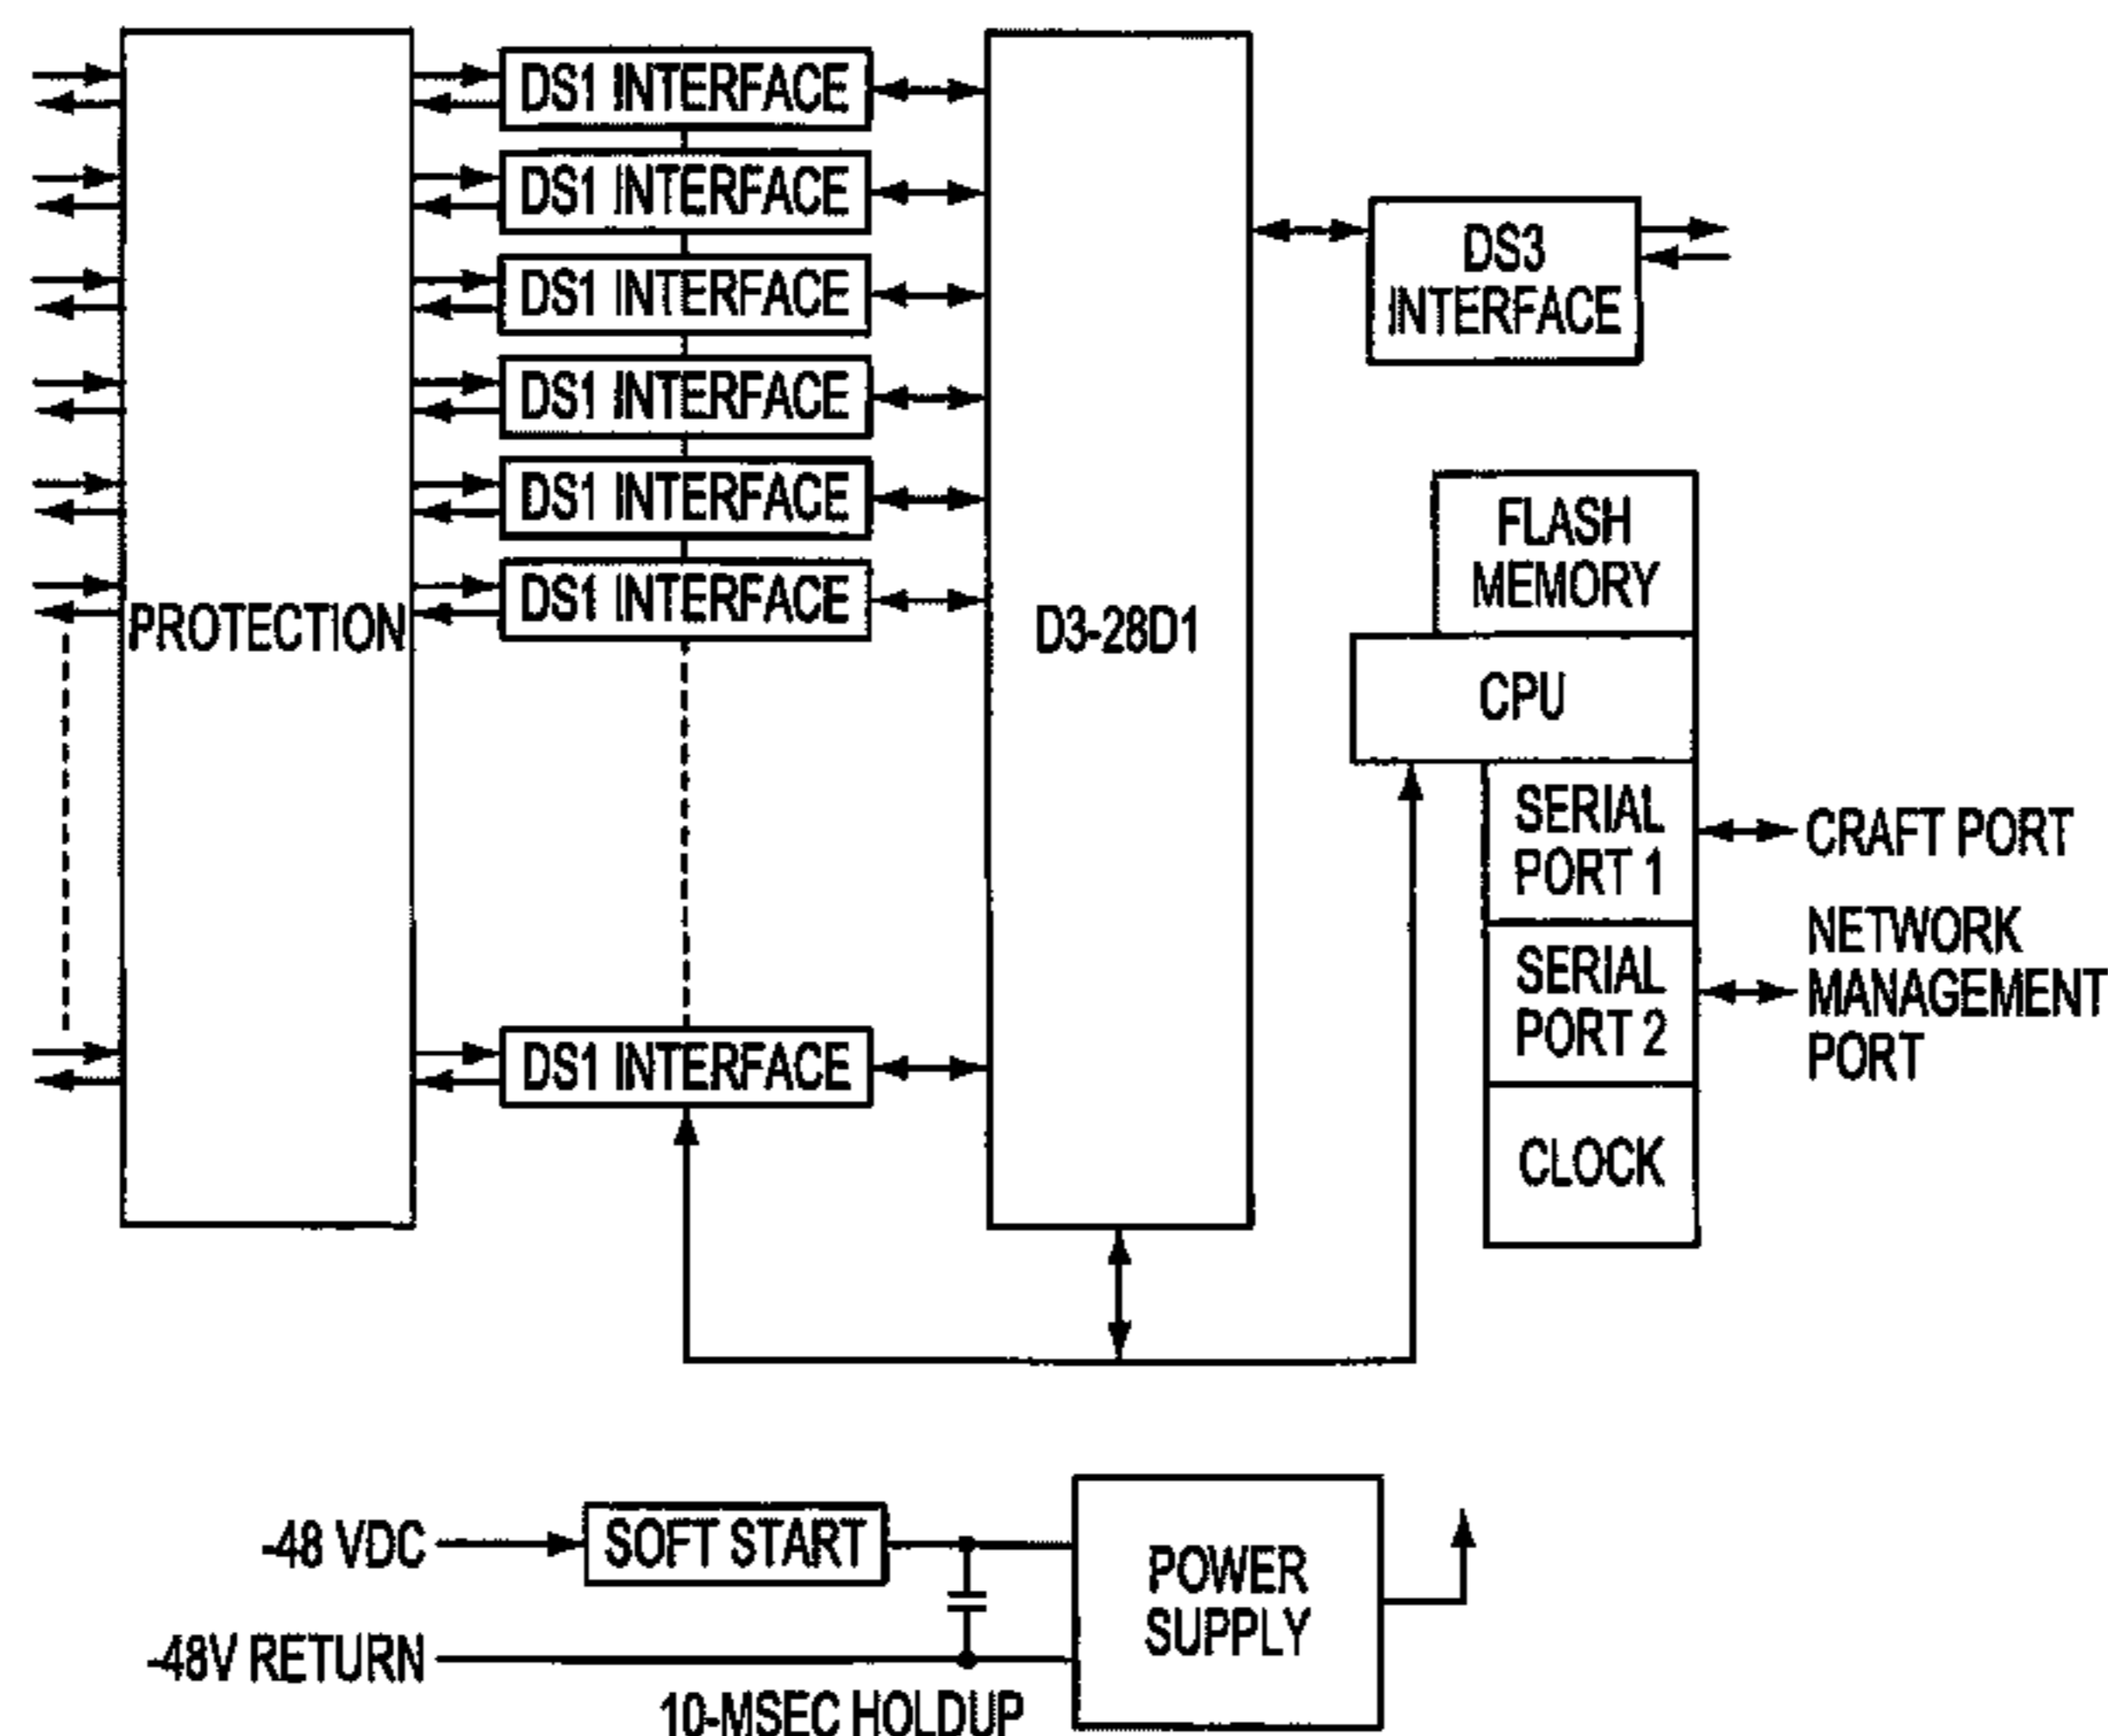 DS1 INTERFACE
DS1 INTERFACE
DS1 INTERFACE
DS1 INTERFACE
DS1 INTERFACE
DS1 INTERFACE
DS1 INTERFACE
PROTECTION
D3-28D1
DS3
INTERFACE
FLASH
MEMORY
CPU
SERIAL
PORT 1
SERIAL
PORT 2
CLOCK
CRAFT PORT
NETWORK
MANAGEMENT
PORT
-48 VDC
SOFT START
-48V RETURN
10-MSEC HOLDUP
POWER
SUPPLY